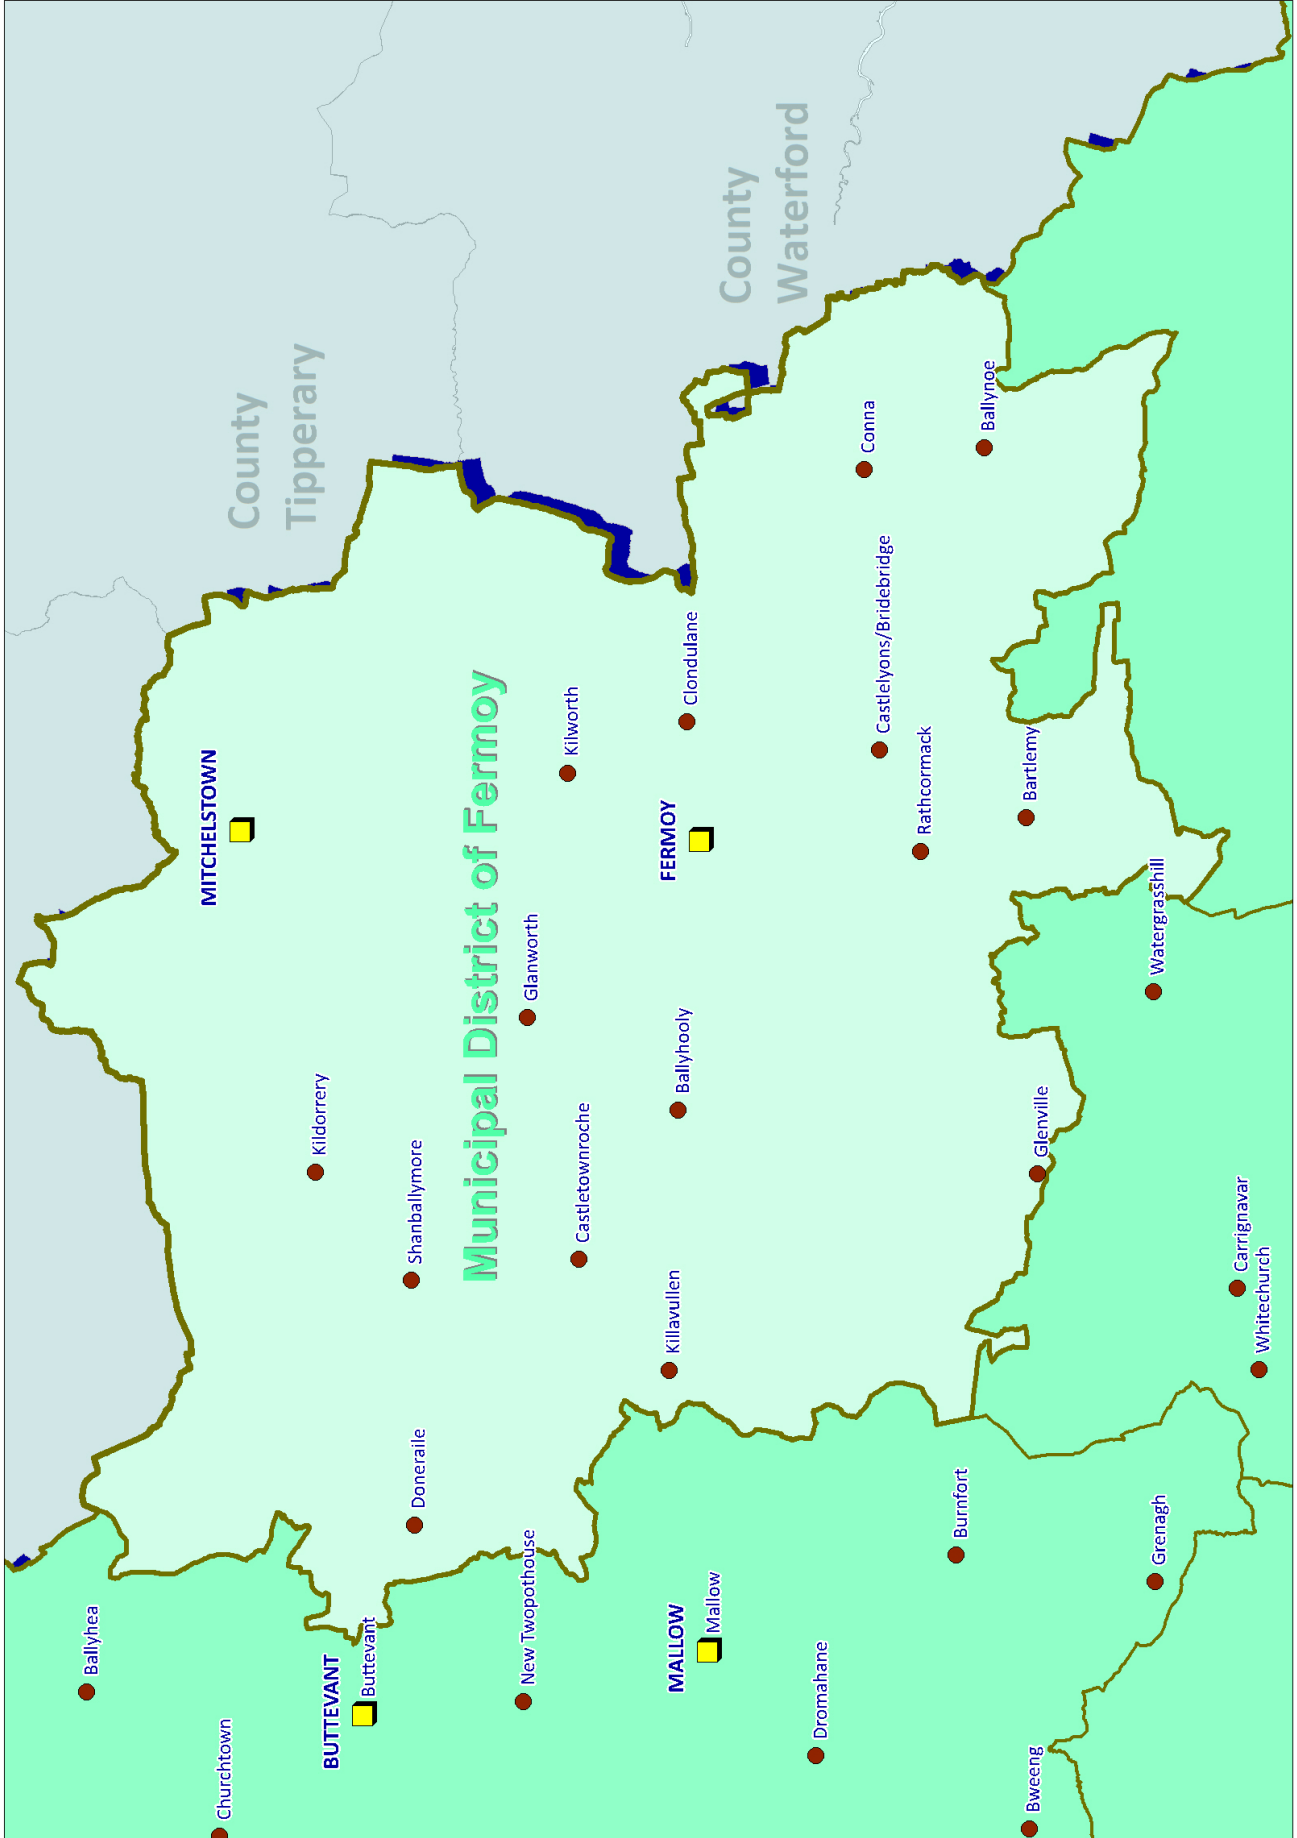 Ballyhea
Churchtown
MITCHELSTOWN
County
Tipperary
Kildorrery
BUTTEVANT
Buttevant
Shanballymore
Doneraile
Municipal District of Fermoy
Glanworth
New Twopothouse
Kilworth
Castletownroche
FERMOY
Killavullen
Ballyhooly
Clondulane
MALLOW
Mallow
County
Waterford
Dromahane
Conna
Castlelyons/Bridebridge
Rathcormack
Burnfort
Ballynoe
Bartlemy
Bweeng
Glenville
Watergrasshill
Grenagh
Carrignavar
Whitechurch